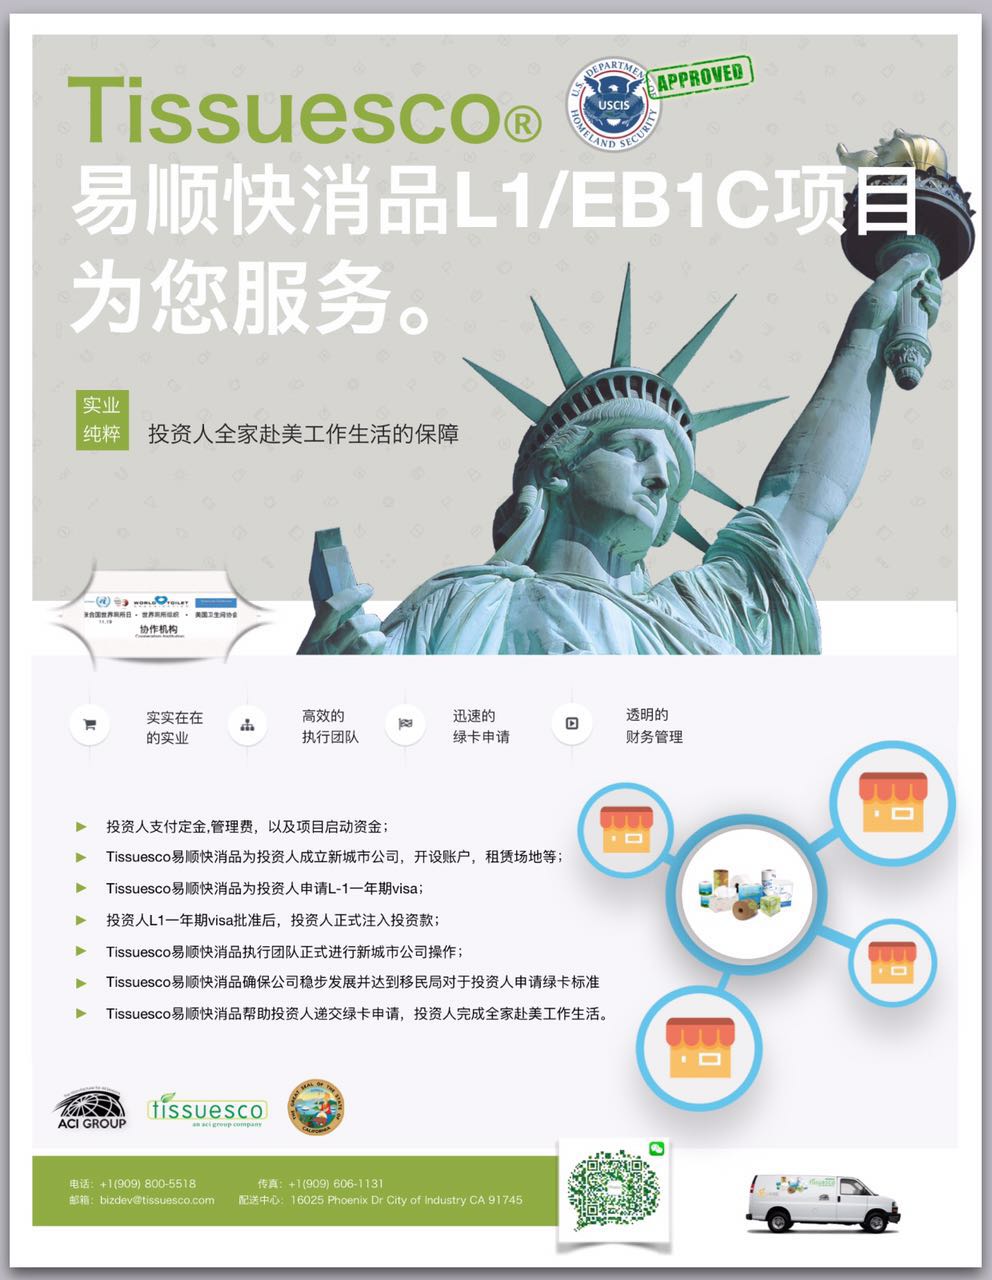 Tissuesco®
U.S. DEPARTMENT OF
HOMELAND SECURITY
USCIS
APPROVED
易顺快消品L1/EB1C项目
为您服务。
实业
纯粹
投资人全家赴美工作生活的保障
WORLD TOILET
合国世界厕所日 · 世界厕所组织 · 美国卫生间协会
11.19
协作机构
Cooperation Institution
实实在在
的实业
高效的
执行团队
迅速的
绿卡申请
透明的
财务管理
投资人支付定金,管理费，以及项目启动资金；
Tissuesco易顺快消品为投资人成立新城市公司，开设账户，租赁场地等；
Tissuesco易顺快消品为投资人申请L-1一年期visa；
投资人L1一年期visa批准后，投资人正式注入投资款；
Tissuesco易顺快消品执行团队正式进行新城市公司操作；
Tissuesco易顺快消品确保公司稳步发展并达到移民局对于投资人申请绿卡标准
Tissuesco易顺快消品帮助投资人递交绿卡申请，投资人完成全家赴美工作生活。
ACI GROUP
tissuesco
an aci group company
THE GREAT SEAL OF THE STATE OF CALIFORNIA
电话：+1(909) 800-5518
传真：+1(909) 606-1131
邮箱：bizdev@tissuesco.com
配送中心：16025 Phoenix Dr City of Industry CA 91745
tissuesco